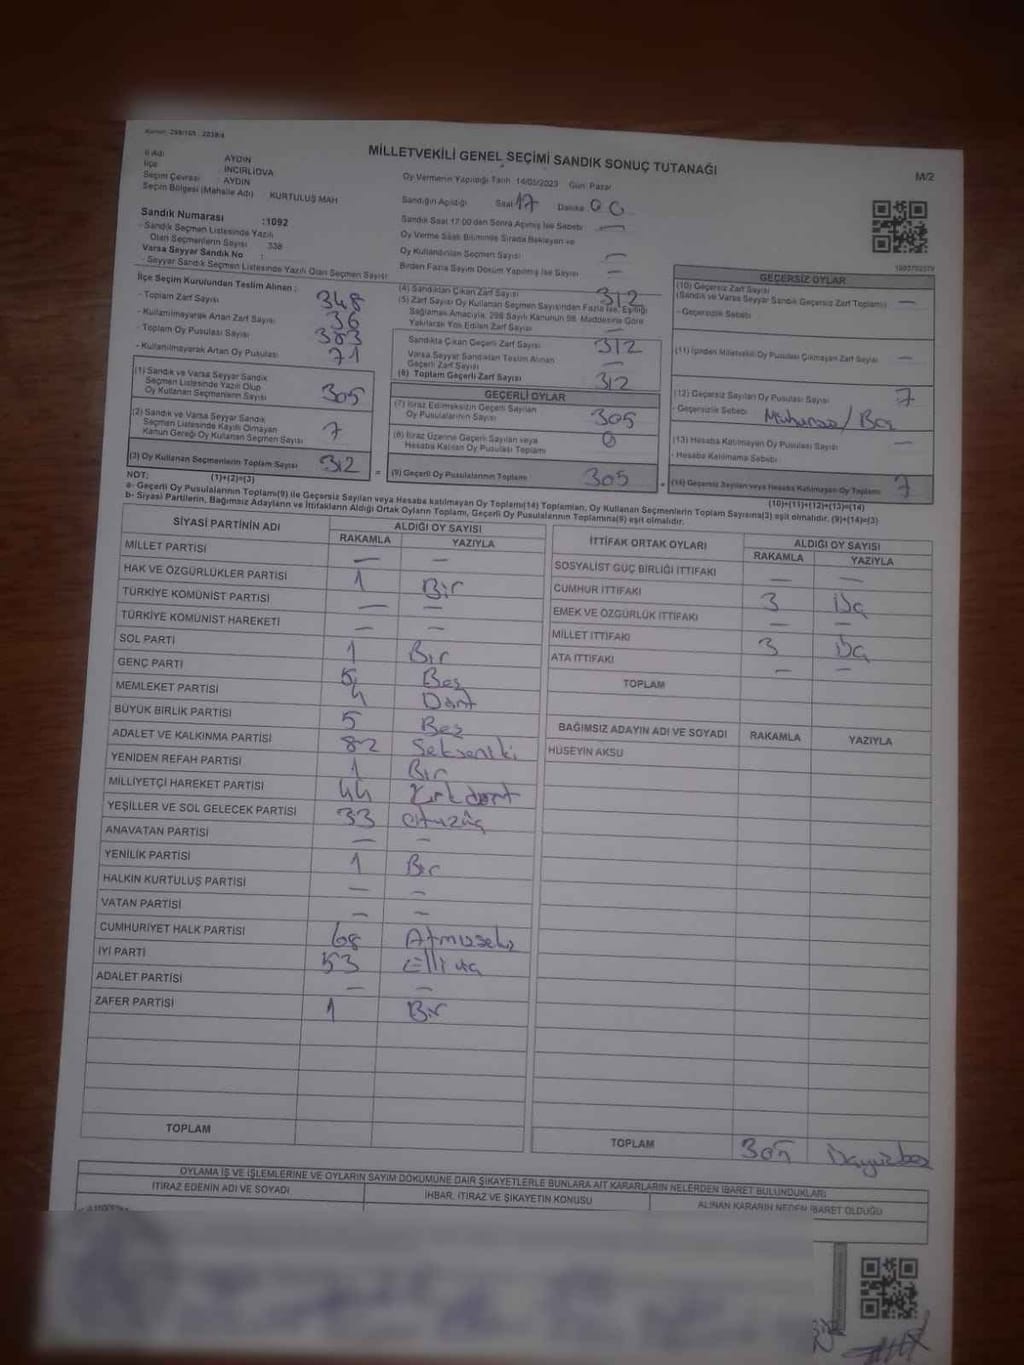 MİLLETVEKİLİ GENEL SEÇİMİ SANDIK SONUÇ TUTANAĞI
M/2
İl Adı : AYDIN
İlçe : İNCİRLİOVA
Seçim Çevresi : AYDIN
Seçim Bölgesi (Mahalle Adı) : KURTULUŞ MAH
Oy Vermenin Yapıldığı Tarih :14/05/2023 Gün: Pazar
Sandığın Açıldığı Saat 17 Dakika 00
Sandık Numarası :1092
- Sandık Seçmen Listesinde Yazılı
Olan Seçmenlerin Sayısı 338
Varsa Seyyar Sandık No :
- Seyyar Sandık Seçmen Listesinde Yazılı Olan Seçmen Sayısı:
Sandık Saat 17.00'den Sonra Açılmış İse Sebebi: —
Oy Verme Saati Bitiminde Sırada Bekleyen ve
Oy Kullandırılan Seçmen Sayısı —
Birden Fazla Sayım Döküm Yapılmış İse Sayısı —
İlçe Seçim Kurulundan Teslim Alınan :
- Toplam Zarf Sayısı 348
- Kullanılmayarak Artan Zarf Sayısı 36
- Toplam Oy Pusulası Sayısı 383
- Kullanılmayarak Artan Oy Pusulası 71
(1) Sandık ve Varsa Seyyar Sandık
Seçmen Listesinde Yazılı Olup
Oy Kullanan Seçmenlerin Sayısı 305
(2) Sandık ve Varsa Seyyar Sandık
Seçmen Listesinde Kayıtlı Olmayan
Kanun Gereği Oy Kullanan Seçmen Sayısı 7
(3) Oy Kullanan Seçmenlerin Toplam Sayısı 312
(1)+(2)=(3)
(4) Sandıktan Çıkan Zarf Sayısı 312
(5) Zarf Sayısı Oy Kullanan Seçmen Sayısından Fazla İse, Eşitliği
Sağlamak Amacıyla, 298 Sayılı Kanunun 98. Maddesine Göre
Yakılarak Yok Edilen Zarf Sayısı —
Sandıkta Çıkan Geçerli Zarf Sayısı 312
Varsa Seyyar Sandıktan Teslim Alınan
Geçerli Zarf Sayısı —
(6) Toplam Geçerli Zarf Sayısı 312
GEÇERLİ OYLAR
(7) İtiraz Edilmeksizin Geçerli Sayılan
Oy Pusulalarının Sayısı 305
(8) İtiraz Üzerine Geçerli Sayılan veya
Hesaba Katılan Oy Pusulası Toplamı 0
(9) Geçerli Oy Pusulalarının Toplamı 305
GEÇERSİZ OYLAR
(10) Geçersiz Zarf Sayısı
(Sandık ve Varsa Seyyar Sandık Geçersiz Zarf Toplamı) —
- Geçersizlik Sebebi
(11) İçinden Milletvekili Oy Pusulası Çıkmayan Zarf Sayısı —
(12) Geçersiz Sayılan Oy Pusulası Sayısı 7
- Geçersizlik Sebebi:
(13) Hesaba Katılmayan Oy Pusulası Sayısı —
- Hesaba Katılmama Sebebi
(14) Geçersiz Sayılan veya Hesaba Katılmayan Oy Toplamı 7
(10)+(11)+(12)+(13)=(14)
NOT:
a- Geçerli Oy Pusulalarının Toplamı(9) ile Geçersiz Sayılan veya Hesaba katılmayan Oy Toplamı(14) Toplamları, Oy Kullanan Seçmenlerin Toplam Sayısına(3) eşit olmalıdır. (9)+(14)=(3)
b- Siyasi Partilerin, Bağımsız Adayların ve İttifakların Aldığı Ortak Oyların Toplamı, Geçerli Oy Pusulalarının Toplamına(9) eşit olmalıdır.
SİYASİ PARTİNİN ADI ALDIĞI OY SAYISI
RAKAMLA YAZIYLA
MİLLET PARTİSİ — —
HAK VE ÖZGÜRLÜKLER PARTİSİ 1 Bir
TÜRKİYE KOMÜNİST PARTİSİ — —
TÜRKİYE KOMÜNİST HAREKETİ — —
SOL PARTİ 1 Bir
GENÇ PARTİ 5 Beş
MEMLEKET PARTİSİ 4 Dört
BÜYÜK BİRLİK PARTİSİ 5 Beş
ADALET VE KALKINMA PARTİSİ 82 Sekseniki
YENİDEN REFAH PARTİSİ 1 Bir
MİLLİYETÇİ HAREKET PARTİSİ 44 Kırkdört
YEŞİLLER VE SOL GELECEK PARTİSİ 33 Otuzüç
ANAVATAN PARTİSİ — —
YENİLİK PARTİSİ 1 Bir
HALKIN KURTULUŞ PARTİSİ — —
VATAN PARTİSİ — —
CUMHURİYET HALK PARTİSİ 68 Atmışsekiz
İYİ PARTİ 53 Elli üç
ADALET PARTİSİ — —
ZAFER PARTİSİ 1 Bir
TOPLAM
İTTİFAK ORTAK OYLARI ALDIĞI OY SAYISI
RAKAMLA YAZIYLA
SOSYALİST GÜÇ BİRLİĞİ İTTİFAKI — —
CUMHUR İTTİFAKI 3 Üç
EMEK VE ÖZGÜRLÜK İTTİFAKI — —
MİLLET İTTİFAKI 3 Üç
ATA İTTİFAKI — —
TOPLAM
BAĞIMSIZ ADAYIN ADI VE SOYADI RAKAMLA YAZIYLA
HÜSEYİN AKSU
TOPLAM 305
OYLAMA İŞ VE İŞLEMLERİNE VE OYLARIN SAYIM DÖKÜMÜNE DAİR ŞİKAYETLERLE BUNLARA AİT KARARLARIN NELERDEN İBARET BULUNDUKLARI
İTİRAZ EDENİN ADI VE SOYADI İHBAR, İTİRAZ VE ŞİKAYETİN KONUSU ALINAN KARARIN NEDEN İBARET OLDUĞU